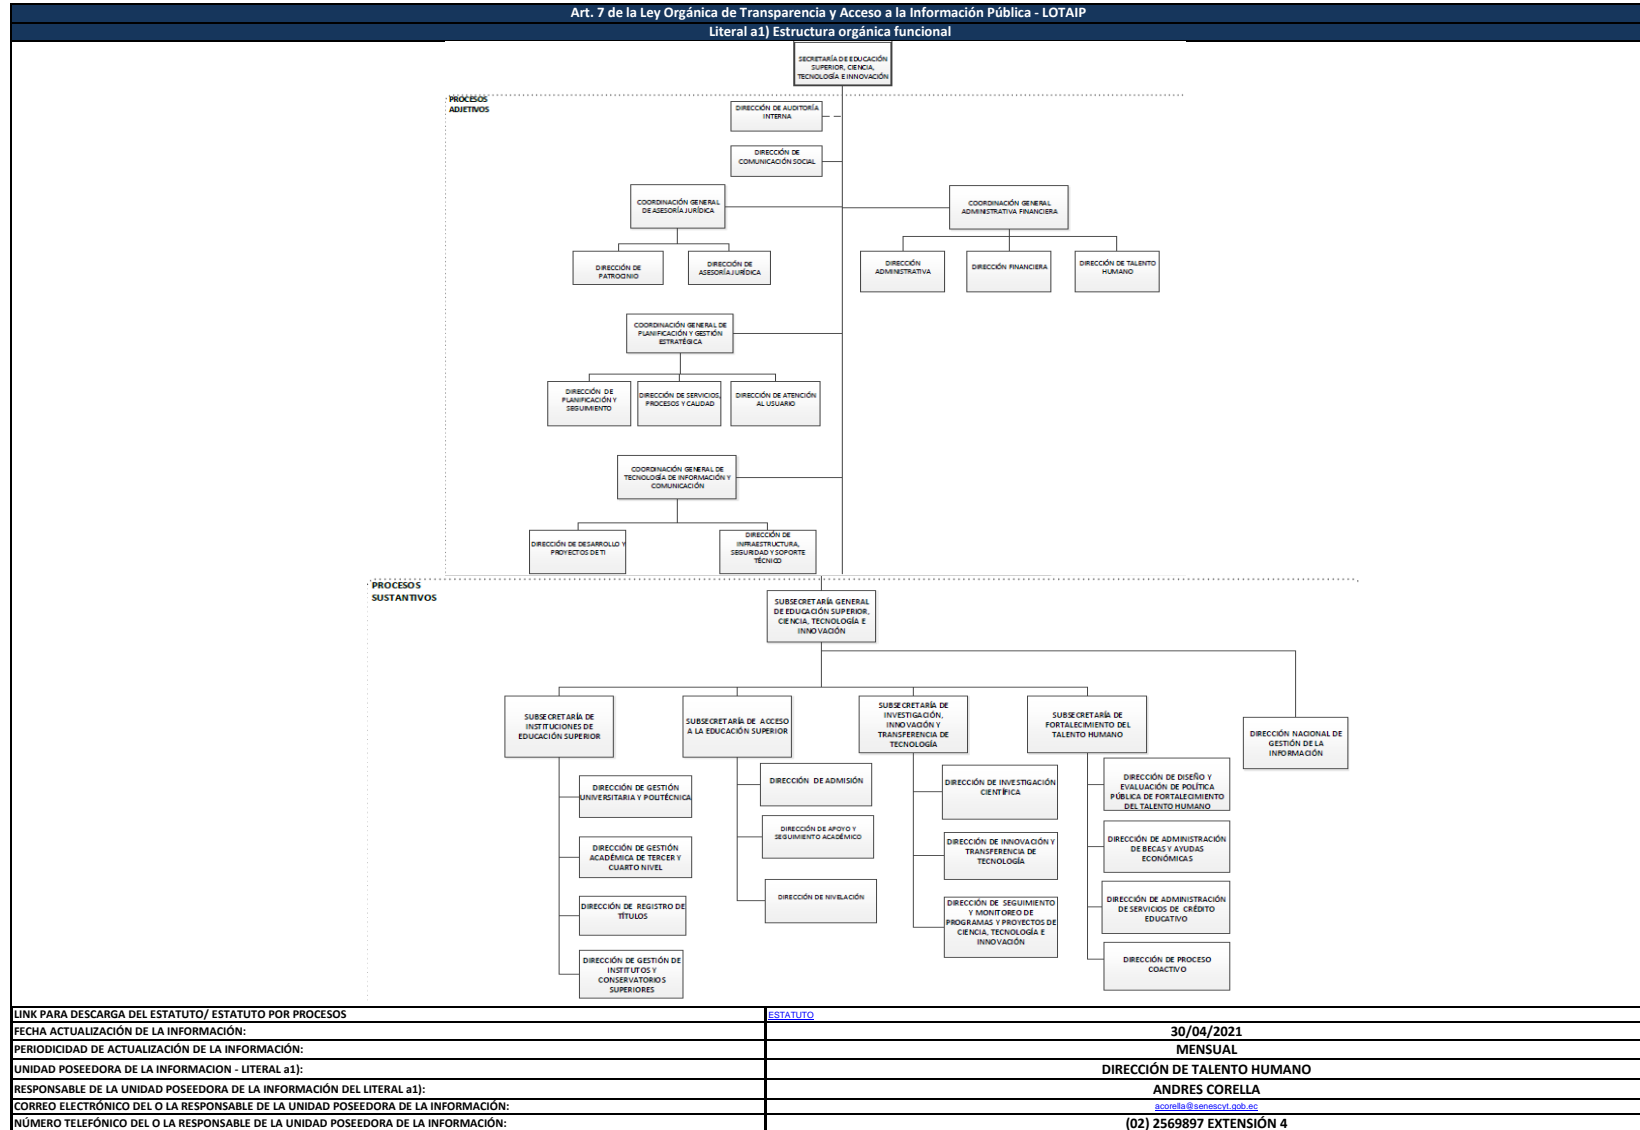 Art. 7 de la Ley Orgánica de Transparencia y Acceso a la Información Pública - LOTAIP
Literal a1) Estructura orgánica funcional
SECRETARÍA DE EDUCACIÓN
SUPERIOR, CIENCIA,
TECNOLOGÍA E INNOVACIÓN
PROCESOS
ADJETIVOS
DIRECCIÓN DE AUDITORÍA
INTERNA
DIRECCIÓN DE
COMUNICACIÓN SOCIAL
COORDINACIÓN GENERAL
DE ASESORÍA JURÍDICA
COORDINACIÓN GENERAL
ADMINISTRATIVA FINANCIERA
DIRECCIÓN DE
PATROCINIO
DIRECCIÓN DE
ASESORÍA JURÍDICA
DIRECCIÓN
ADMINISTRATIVA
DIRECCIÓN FINANCIERA
DIRECCIÓN DE TALENTO
HUMANO
COORDINACIÓN GENERAL DE
PLANIFICACIÓN Y GESTIÓN
ESTRATÉGICA
DIRECCIÓN DE
PLANIFICACIÓN Y
SEGUIMIENTO
DIRECCIÓN DE SERVICIOS,
PROCESOS Y CALIDAD
DIRECCIÓN DE ATENCIÓN
AL USUARIO
COORDINACIÓN GENERAL DE
TECNOLOGÍA DE INFORMACIÓN Y
COMUNICACIÓN
DIRECCIÓN DE DESARROLLO Y
PROYECTOS DE TI
DIRECCIÓN DE
INFRAESTRUCTURA,
SEGURIDAD Y SOPORTE
TÉCNICO
PROCESOS
SUSTANTIVOS
SUBSECRETARÍA GENERAL
DE EDUCACIÓN SUPERIOR,
CIENCIA, TECNOLOGÍA E
INNOVACIÓN
SUBSECRETARÍA DE
INSTITUCIONES DE
EDUCACIÓN SUPERIOR
SUBSECRETARÍA DE ACCESO
A LA EDUCACIÓN SUPERIOR
SUBSECRETARÍA DE
INVESTIGACIÓN,
INNOVACIÓN Y
TRANSFERENCIA DE
TECNOLOGÍA
SUBSECRETARÍA DE
FORTALECIMIENTO DEL
TALENTO HUMANO
DIRECCIÓN NACIONAL DE
GESTIÓN DE LA
INFORMACIÓN
DIRECCIÓN DE GESTIÓN
UNIVERSITARIA Y POLITÉCNICA
DIRECCIÓN DE GESTIÓN
ACADÉMICA DE TERCER Y
CUARTO NIVEL
DIRECCIÓN DE REGISTRO DE
TÍTULOS
DIRECCIÓN DE GESTIÓN DE
INSTITUTOS Y
CONSERVATORIOS
SUPERIORES
DIRECCIÓN DE ADMISIÓN
DIRECCIÓN DE APOYO Y
SEGUIMIENTO ACADÉMICO
DIRECCIÓN DE NIVELACIÓN
DIRECCIÓN DE INVESTIGACIÓN
CIENTÍFICA
DIRECCIÓN DE INNOVACIÓN Y
TRANSFERENCIA DE
TECNOLOGÍA
DIRECCIÓN DE SEGUIMIENTO
Y MONITOREO DE
PROGRAMAS Y PROYECTOS DE
CIENCIA, TECNOLOGÍA E
INNOVACIÓN
DIRECCIÓN DE DISEÑO Y
EVALUACIÓN DE POLÍTICA
PÚBLICA DE FORTALECIMIENTO
DEL TALENTO HUMANO
DIRECCIÓN DE ADMINISTRACIÓN
DE BECAS Y AYUDAS
ECONÓMICAS
DIRECCIÓN DE ADMINISTRACIÓN
DE SERVICIOS DE CRÉDITO
EDUCATIVO
DIRECCIÓN DE PROCESO
COACTIVO
LINK PARA DESCARGA DEL ESTATUTO/ ESTATUTO POR PROCESOS
ESTATUTO
FECHA ACTUALIZACIÓN DE LA INFORMACIÓN:
30/04/2021
PERIODICIDAD DE ACTUALIZACIÓN DE LA INFORMACIÓN:
MENSUAL
UNIDAD POSEEDORA DE LA INFORMACION - LITERAL a1):
DIRECCIÓN DE TALENTO HUMANO
RESPONSABLE DE LA UNIDAD POSEEDORA DE LA INFORMACIÓN DEL LITERAL a1):
ANDRES CORELLA
CORREO ELECTRÓNICO DEL O LA RESPONSABLE DE LA UNIDAD POSEEDORA DE LA INFORMACIÓN:
acorella@senescyt.gob.ec
NÚMERO TELEFÓNICO DEL O LA RESPONSABLE DE LA UNIDAD POSEEDORA DE LA INFORMACIÓN:
(02) 2569897 EXTENSIÓN 4